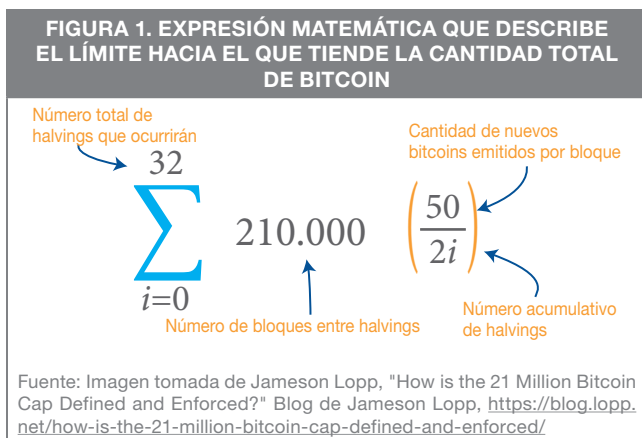 FIGURA 1. EXPRESIÓN MATEMÁTICA QUE DESCRIBE
EL LÍMITE HACIA EL QUE TIENDE LA CANTIDAD TOTAL
DE BITCOIN
Número total de
halvings que ocurrirán
Cantidad de nuevos
bitcoins emitidos por bloque
32
∑ 210.000 (50/2i)
i=0
Número de bloques entre halvings
Número acumulativo
de halvings
Fuente: Imagen tomada de Jameson Lopp, "How is the 21 Million Bitcoin
Cap Defined and Enforced?" Blog de Jameson Lopp, https://blog.lopp.
net/how-is-the-21-million-bitcoin-cap-defined-and-enforced/